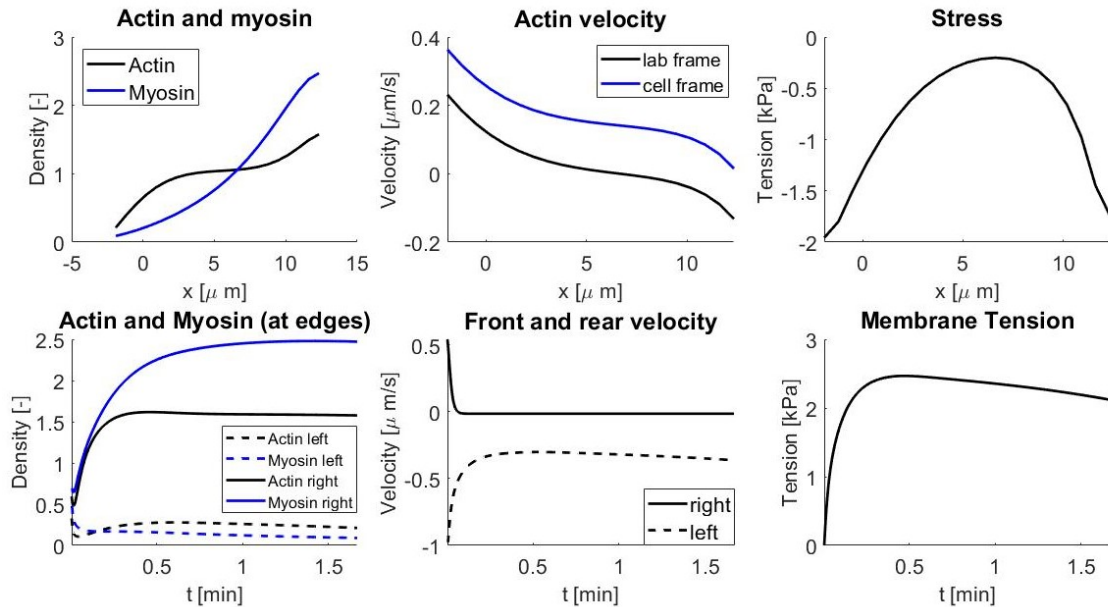 Actin and myosin
Density [-]
3
2
1
0
Actin
Myosin
-5
0
5
10
15
x [μ m]
Actin velocity
Velocity [μm/s]
0.4
0.2
0
-0.2
lab frame
cell frame
0
5
10
x [μ m]
Stress
Tension [kPa]
0
-0.5
-1
-1.5
-2
0
5
10
x [μ m]
Actin and Myosin (at edges)
Density [-]
2.5
2
1.5
1
0.5
0
Actin left
Myosin left
Actin right
Myosin right
0.5
1
1.5
t [min]
Front and rear velocity
Velocity [μ m/s]
0.5
0
-0.5
-1
right
left
0.5
1
1.5
t [min]
Membrane Tension
Tension [kPa]
3
2
1
0
0.5
1
1.5
t [min]